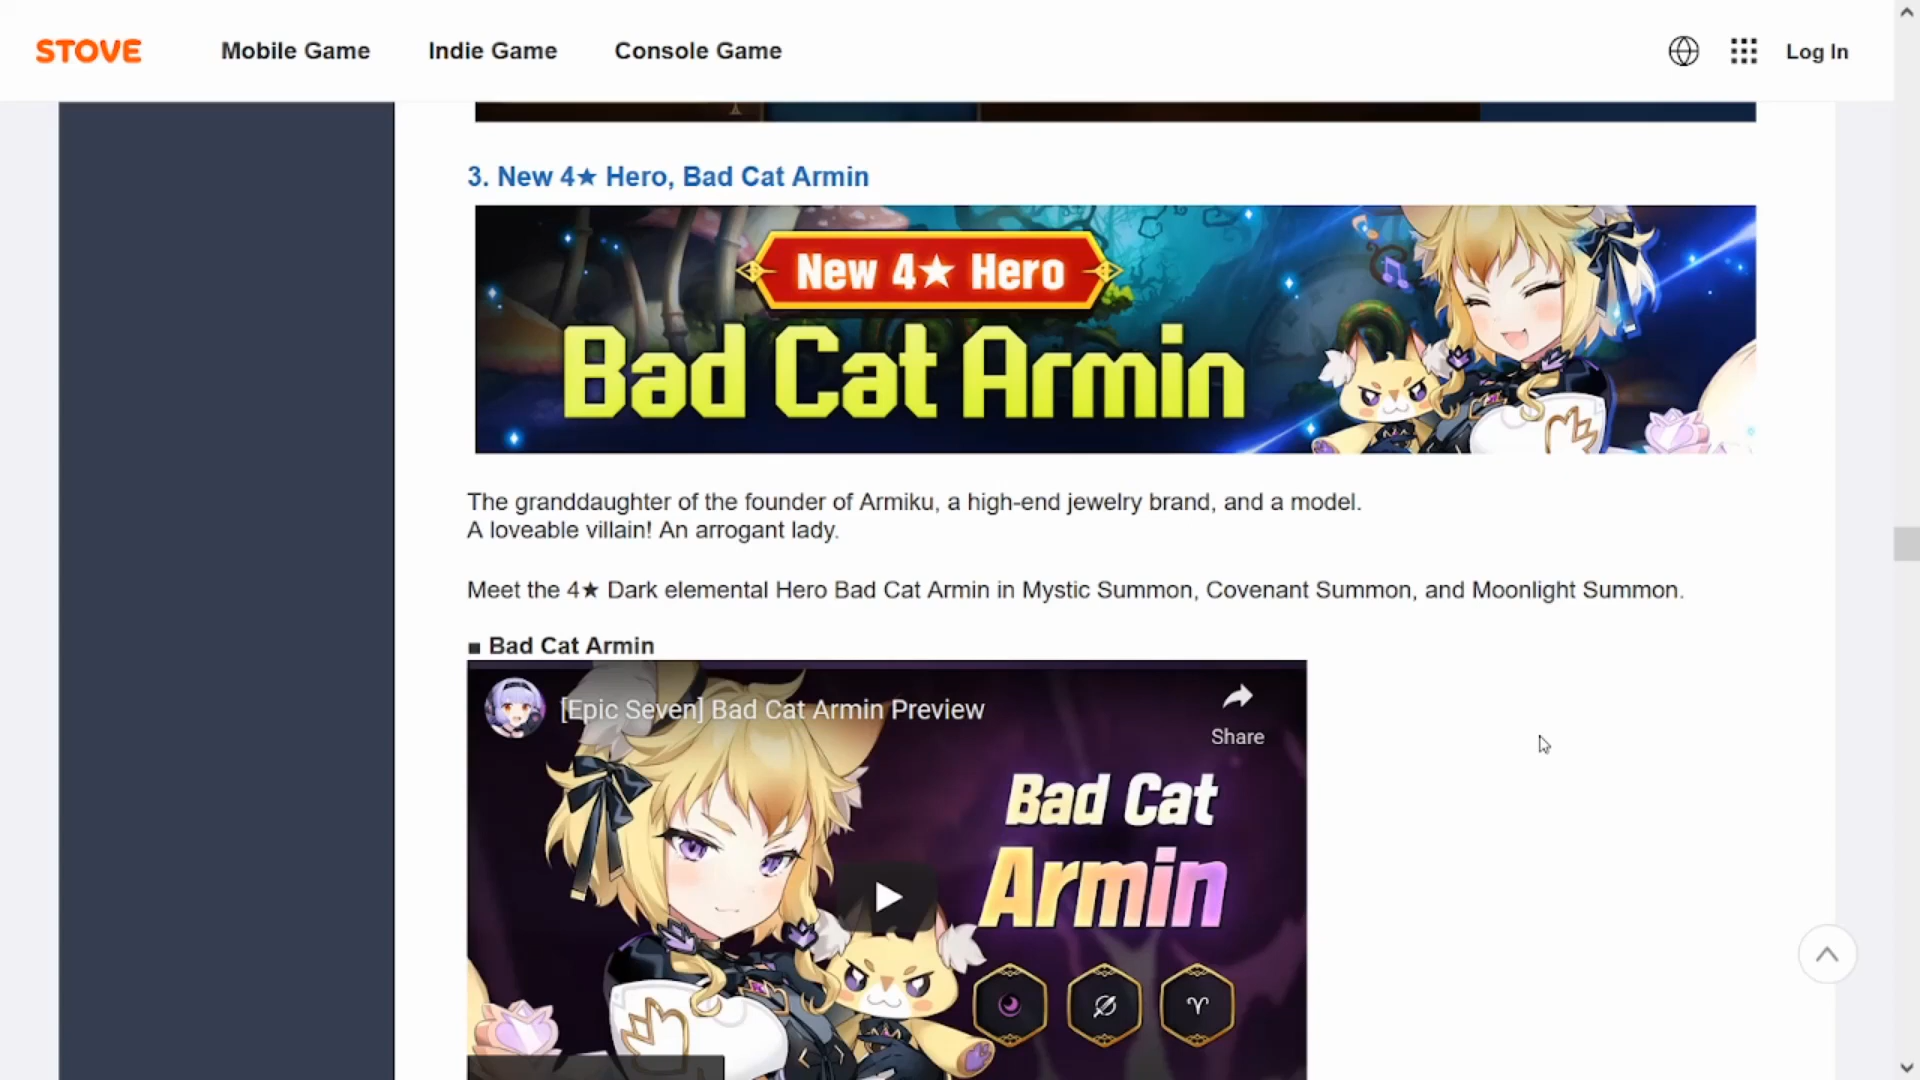 STOVE
Mobile Game
Indie Game
Console Game
Log In
3. New 4★ Hero, Bad Cat Armin
New 4★ Hero
Bad Cat Armin
The granddaughter of the founder of Armiku, a high-end jewelry brand, and a model.
A loveable villain! An arrogant lady.
Meet the 4★ Dark elemental Hero Bad Cat Armin in Mystic Summon, Covenant Summon, and Moonlight Summon.
■ Bad Cat Armin
[Epic Seven] Bad Cat Armin Preview
Share
Bad Cat
Armin